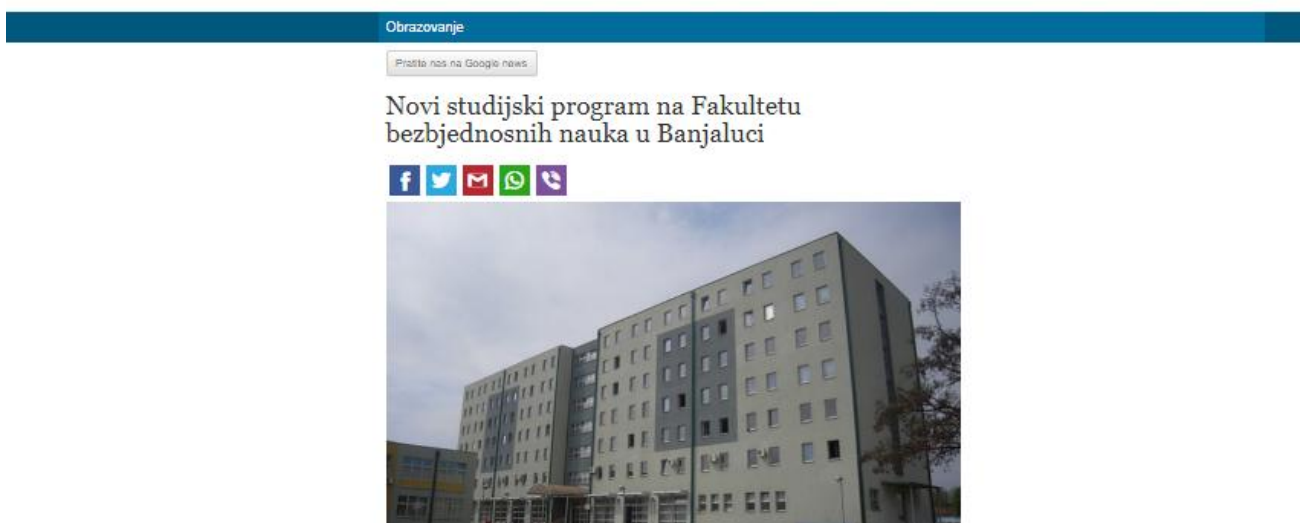 Obrazovanje
Pratite nas na Google news
Novi studijski program na Fakultetu
bezbjednosnih nauka u Banjaluci